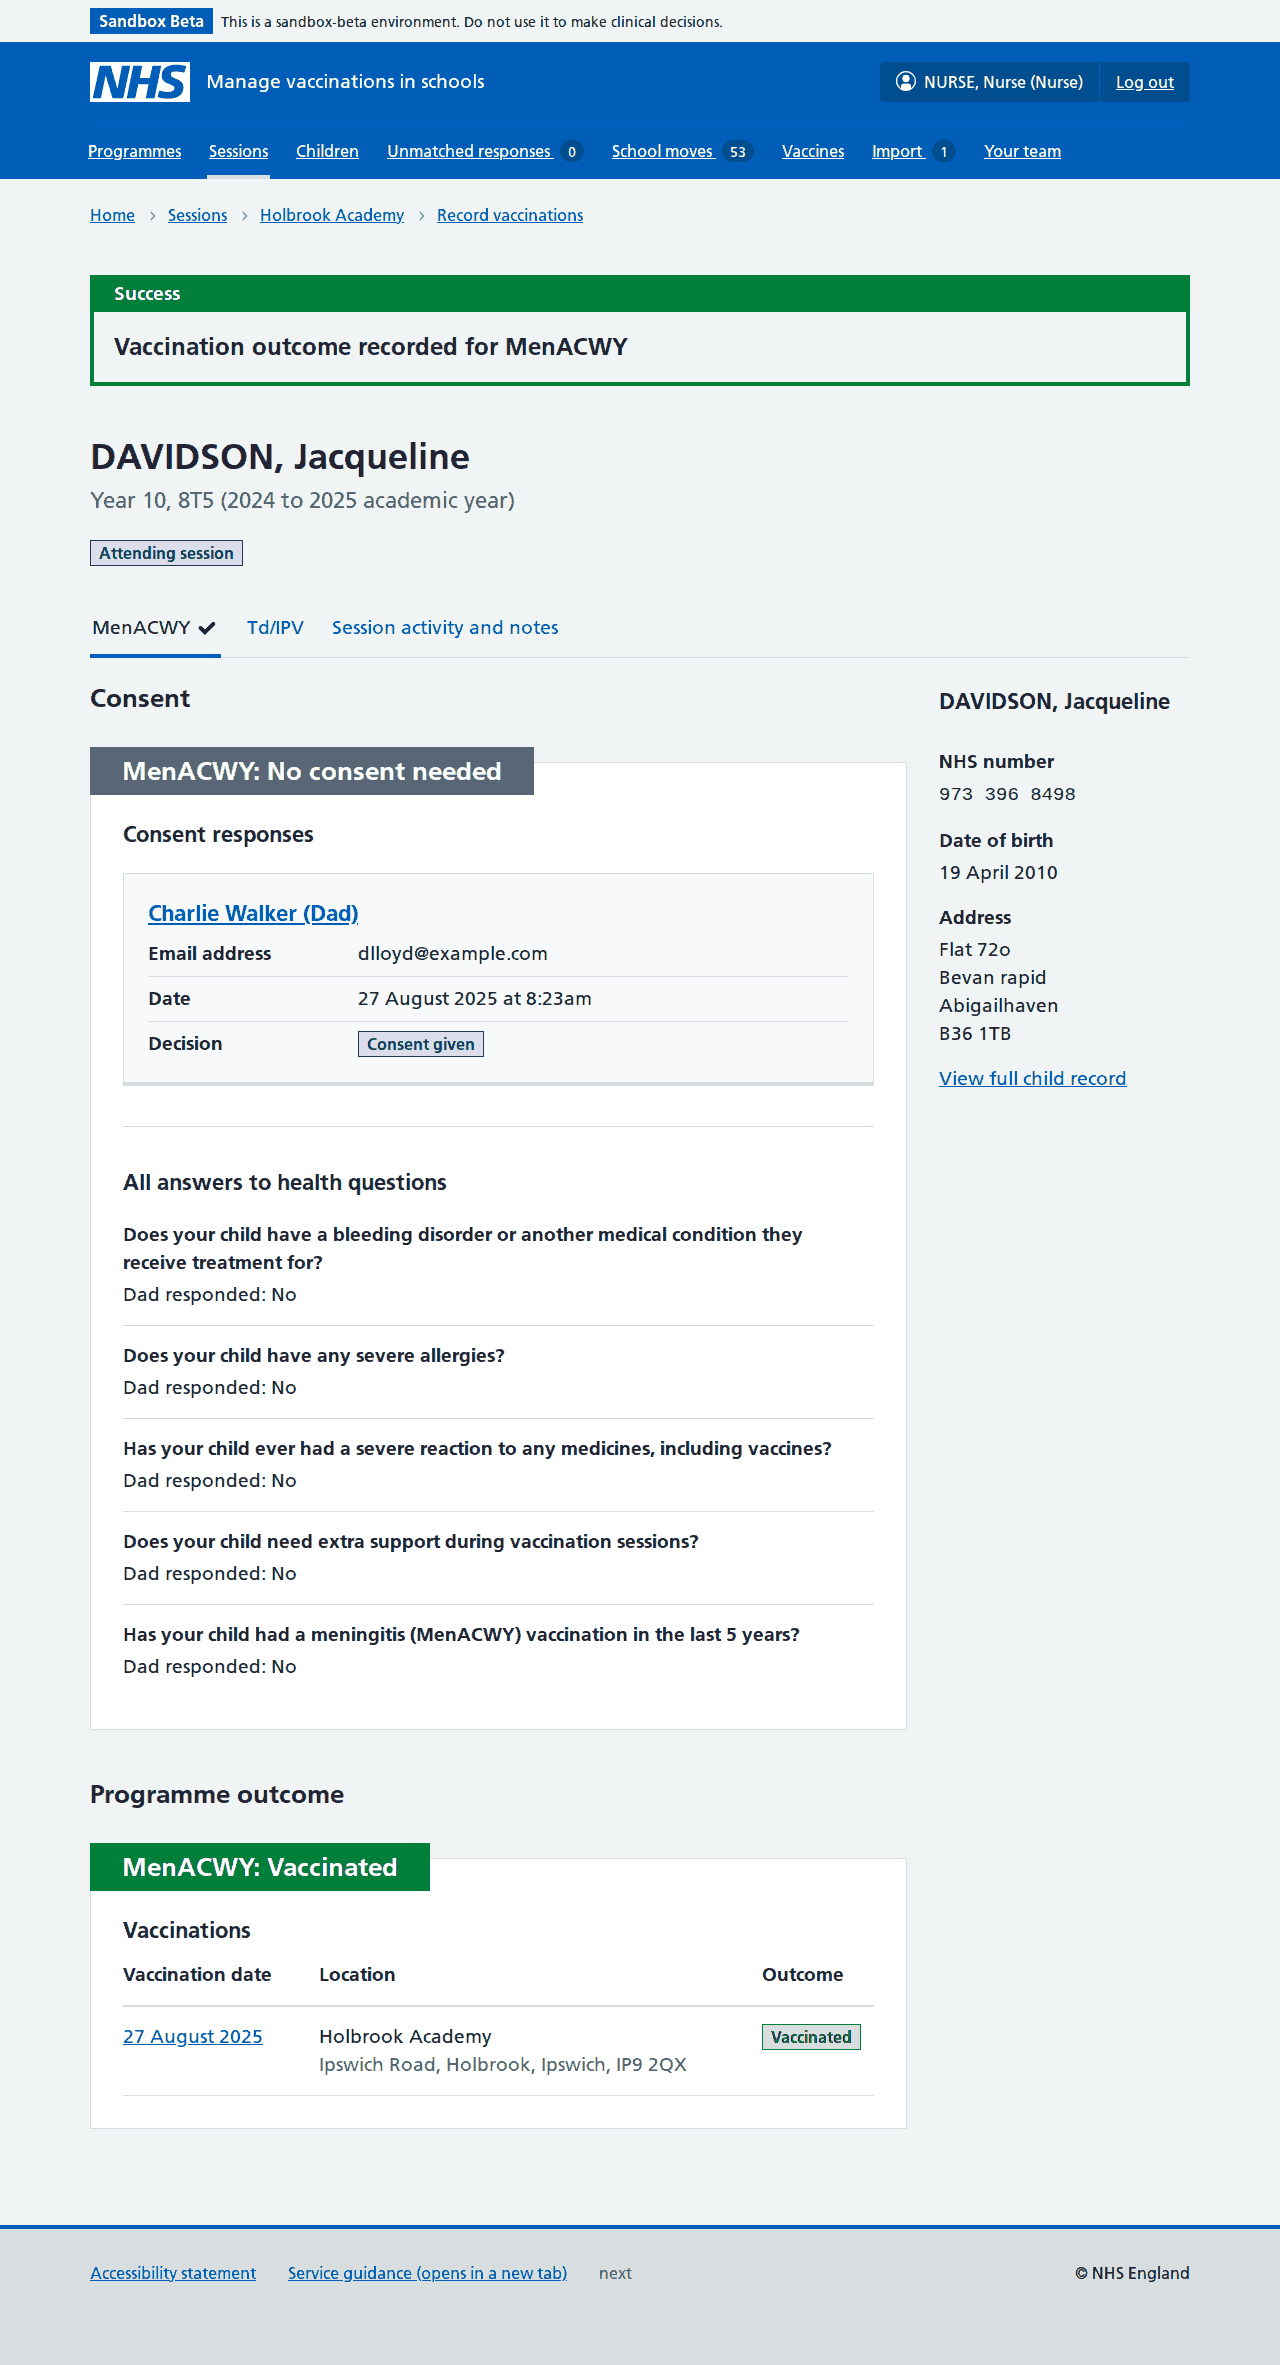 Sandbox Beta This is a sandbox-beta environment. Do not use it to make clinical decisions.
NHS Manage vaccinations in schools NURSE, Nurse (Nurse) Log out
Programmes Sessions Children Unmatched responses 0 School moves 53 Vaccines Import 1 Your team
Home Sessions Holbrook Academy Record vaccinations
Success
Vaccination outcome recorded for MenACWY
DAVIDSON, Jacqueline
Year 10, 8T5 (2024 to 2025 academic year)
Attending session
MenACWY Td/IPV Session activity and notes
Consent
MenACWY: No consent needed
Consent responses
Charlie Walker (Dad)
Email address dlloyd@example.com
Date 27 August 2025 at 8:23am
Decision Consent given
All answers to health questions
Does your child have a bleeding disorder or another medical condition they
receive treatment for?
Dad responded: No
Does your child have any severe allergies?
Dad responded: No
Has your child ever had a severe reaction to any medicines, including vaccines?
Dad responded: No
Does your child need extra support during vaccination sessions?
Dad responded: No
Has your child had a meningitis (MenACWY) vaccination in the last 5 years?
Dad responded: No
DAVIDSON, Jacqueline
NHS number
973 396 8498
Date of birth
19 April 2010
Address
Flat 72o
Bevan rapid
Abigailhaven
B36 1TB
View full child record
Programme outcome
MenACWY: Vaccinated
Vaccinations
Vaccination date Location Outcome
27 August 2025 Holbrook Academy Vaccinated
Ipswich Road, Holbrook, Ipswich, IP9 2QX
Accessibility statement Service guidance (opens in a new tab) next © NHS England